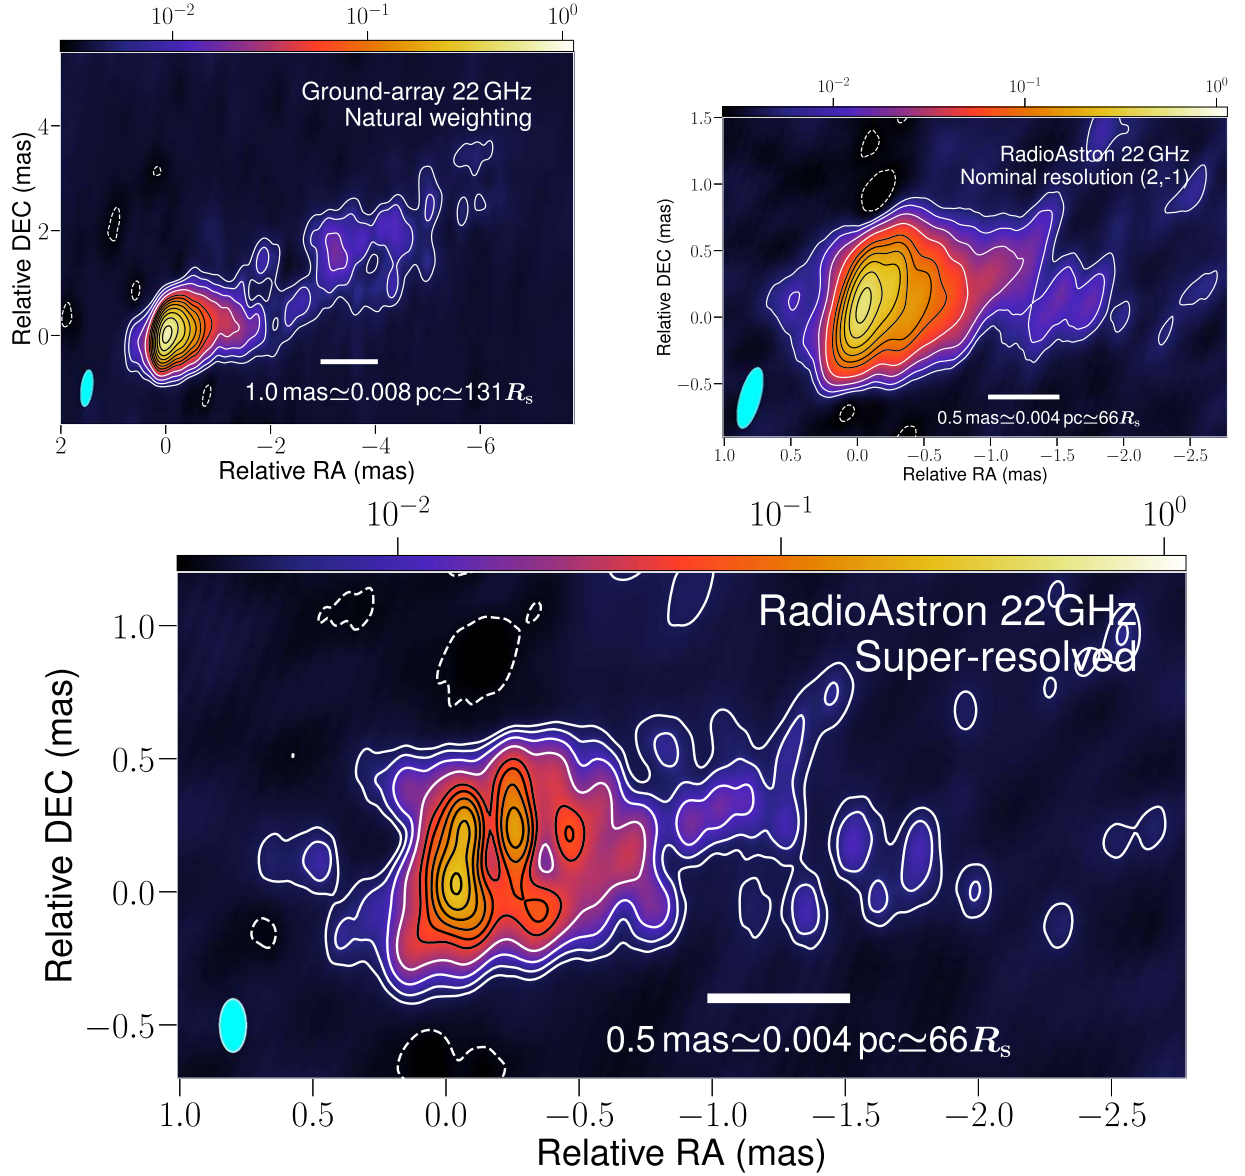 10⁻² 10⁻¹ 10⁰
Ground-array 22 GHz
Natural weighting
4
2
0
Relative DEC (mas)
1.0 mas≃0.008 pc≃131Rₛ
2 0 −2 −4 −6
Relative RA (mas)
10⁻² 10⁻¹ 10⁰
RadioAstron 22 GHz
Nominal resolution (2,-1)
1.5
1.0
0.5
0.0
−0.5
Relative DEC (mas)
0.5 mas≃0.004 pc≃66Rₛ
1.0 0.5 0.0 −0.5 −1.0 −1.5 −2.0 −2.5
Relative RA (mas)
10⁻² 10⁻¹ 10⁰
RadioAstron 22 GHz
Super-resolved
1.0
0.5
0.0
−0.5
Relative DEC (mas)
0.5 mas≃0.004 pc≃66Rₛ
1.0 0.5 0.0 −0.5 −1.0 −1.5 −2.0 −2.5
Relative RA (mas)